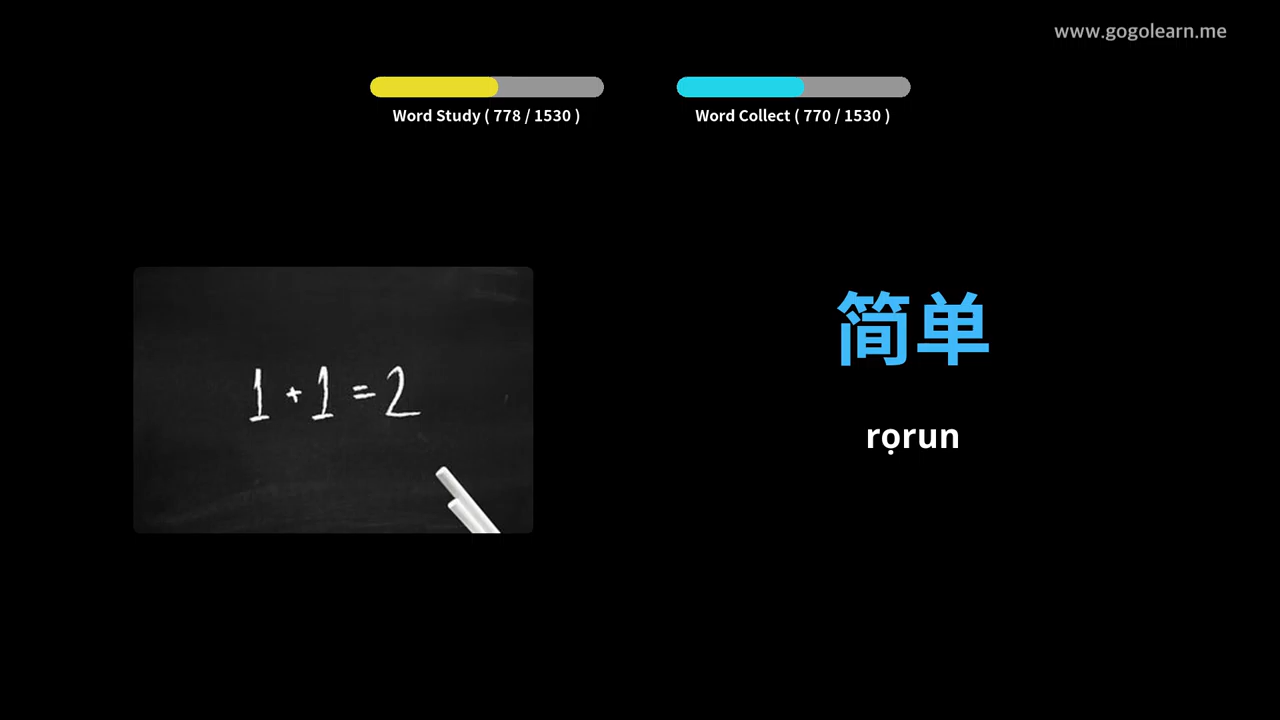 www.gogolearn.me
Word Study ( 778 / 1530 )
Word Collect ( 770 / 1530 )
1 + 1 = 2
简单
rọrun